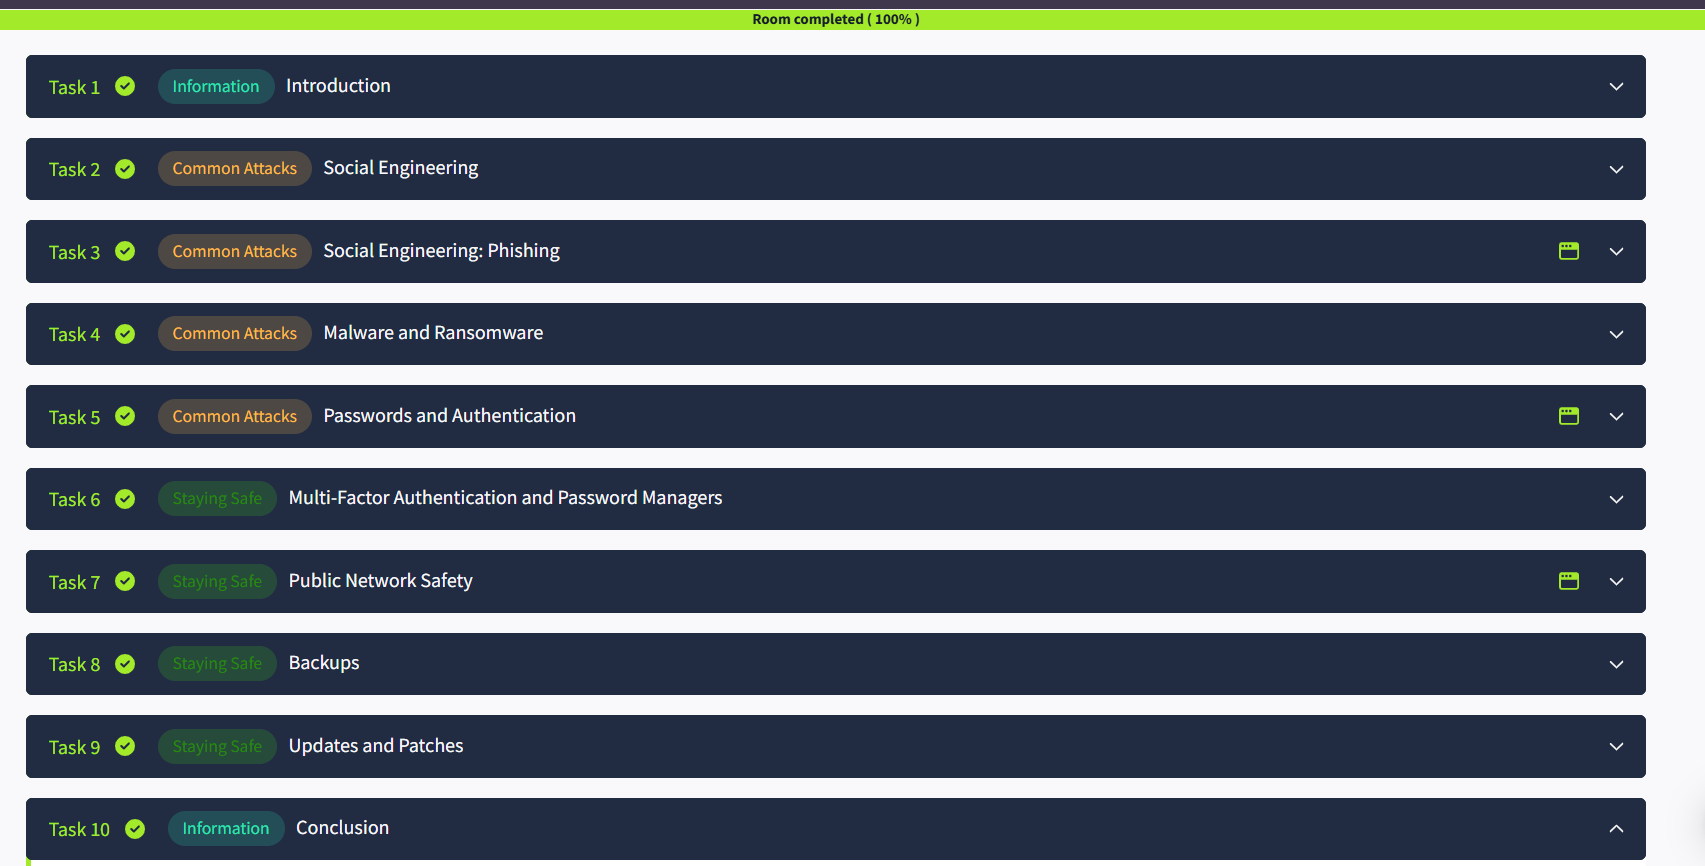 Room completed ( 100% )
Task 1 Information Introduction
Task 2 Common Attacks Social Engineering
Task 3 Common Attacks Social Engineering: Phishing
Task 4 Common Attacks Malware and Ransomware
Task 5 Common Attacks Passwords and Authentication
Task 6 Staying Safe Multi-Factor Authentication and Password Managers
Task 7 Staying Safe Public Network Safety
Task 8 Staying Safe Backups
Task 9 Staying Safe Updates and Patches
Task 10 Information Conclusion